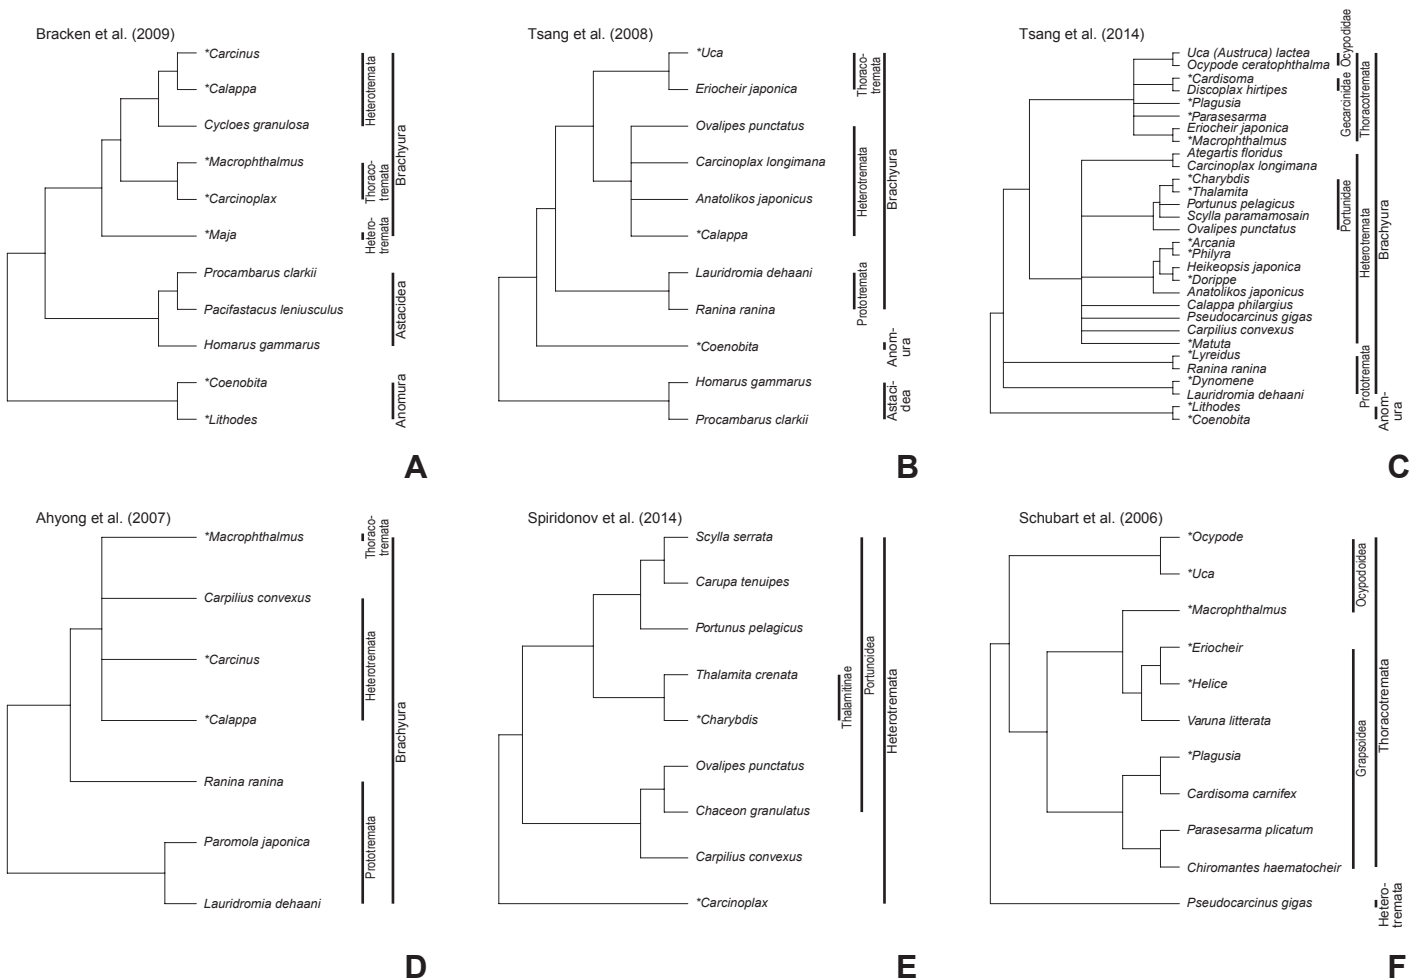 Bracken et al. (2009)
*Carcinus
*Calappa
Cycloes granulosa
*Macrophthalmus
*Carcinoplax
*Maja
Procambarus clarkii
Pacifastacus leniusculus
Homarus gammarus
*Coenobita
*Lithodes
Heterotremata
Thoraco-
tremata
Hetero-
tremata
Brachyura
Astacidea
Anomura
A
Tsang et al. (2008)
*Uca
Eriocheir japonica
Ovalipes punctatus
Carcinoplax longimana
Anatolikos japonicus
*Calappa
Lauridromia dehaani
Ranina ranina
*Coenobita
Homarus gammarus
Procambarus clarkii
Thoraco-
tremata
Heterotremata
Prototremata
Brachyura
Anom-
ura
Astaci-
dea
B
Tsang et al. (2014)
Uca (Austruca) lactea
Ocypode ceratophthalma
*Cardisoma
Discoplax hirtipes
*Plagusia
*Parasesarma
Eriocheir japonica
*Macrophthalmus
Ategartis floridus
Carcinoplax longimana
*Charybdis
*Thalamita
Portunus pelagicus
Scylla paramamosain
Ovalipes punctatus
*Arcania
*Philyra
Heikeopsis japonica
*Dorippe
Anatolikos japonicus
Calappa philargius
Pseudocarcinus gigas
Carpilius convexus
*Matuta
*Lyreidus
Ranina ranina
*Dynomene
Lauridromia dehaani
*Lithodes
*Coenobita
Ocypodidae
Gecarcinidae
Portunidae
Thoracotremata
Heterotremata
Prototremata
Brachyura
Anom-
ura
C
Ahyong et al. (2007)
*Macrophthalmus
Carpilius convexus
*Carcinus
*Calappa
Ranina ranina
Paromola japonica
Lauridromia dehaani
Thoraco-
tremata
Heterotremata
Prototremata
Brachyura
D
Spiridonov et al. (2014)
Scylla serrata
Carupa tenuipes
Portunus pelagicus
Thalamita crenata
*Charybdis
Ovalipes punctatus
Chaceon granulatus
Carpilius convexus
*Carcinoplax
Thalamitinae
Portunoidea
Heterotremata
E
Schubart et al. (2006)
*Ocypode
*Uca
*Macrophthalmus
*Eriocheir
*Helice
Varuna litterata
*Plagusia
Cardisoma carnifex
Parasesarma plicatum
Chiromantes haematocheir
Pseudocarcinus gigas
Ocypodoidea
Grapsoidea
Thoracotremata
Hetero-
tremata
F